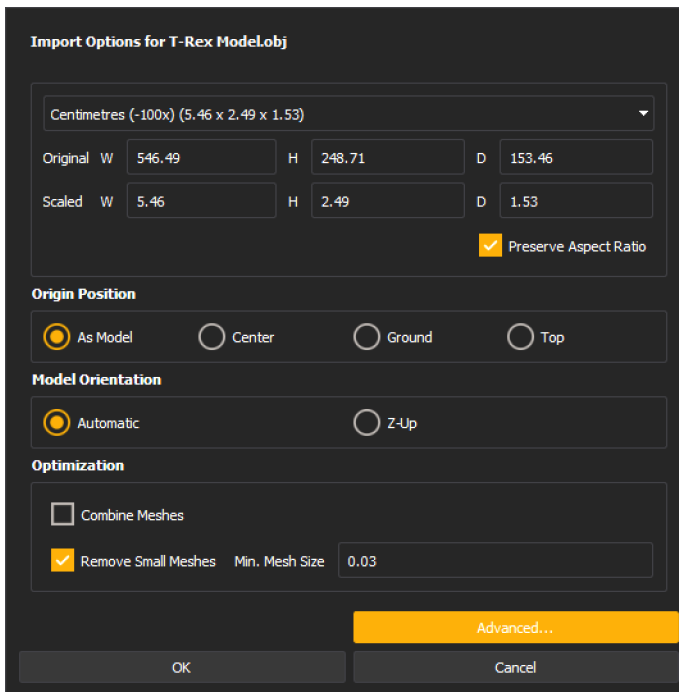 Import Options for T-Rex Model.obj
Centimetres (-100x) (5.46 x 2.49 x 1.53)
Original W 546.49 H 248.71 D 153.46
Scaled W 5.46 H 2.49 D 1.53
Preserve Aspect Ratio
Origin Position
As Model Center Ground Top
Model Orientation
Automatic Z-Up
Optimization
Combine Meshes
Remove Small Meshes Min. Mesh Size 0.03
Advanced...
OK Cancel